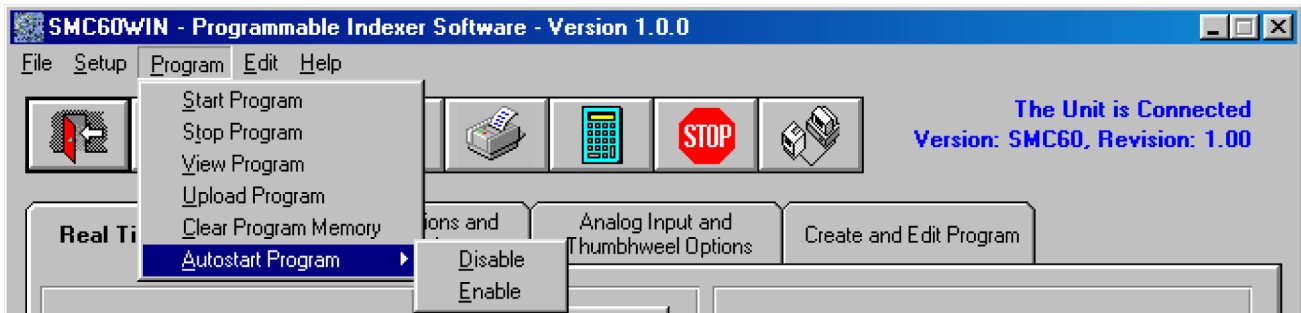 SMC60WIN - Programmable Indexer Software - Version 1.0.0
File Setup Program Edit Help
Start Program
Stop Program
View Program
Upload Program
Clear Program Memory
Autostart Program
Disable
Enable
STOP
The Unit is Connected
Version: SMC60, Revision: 1.00
Real Ti
ions and
Analog Input and
Thumbhweel Options
Create and Edit Program